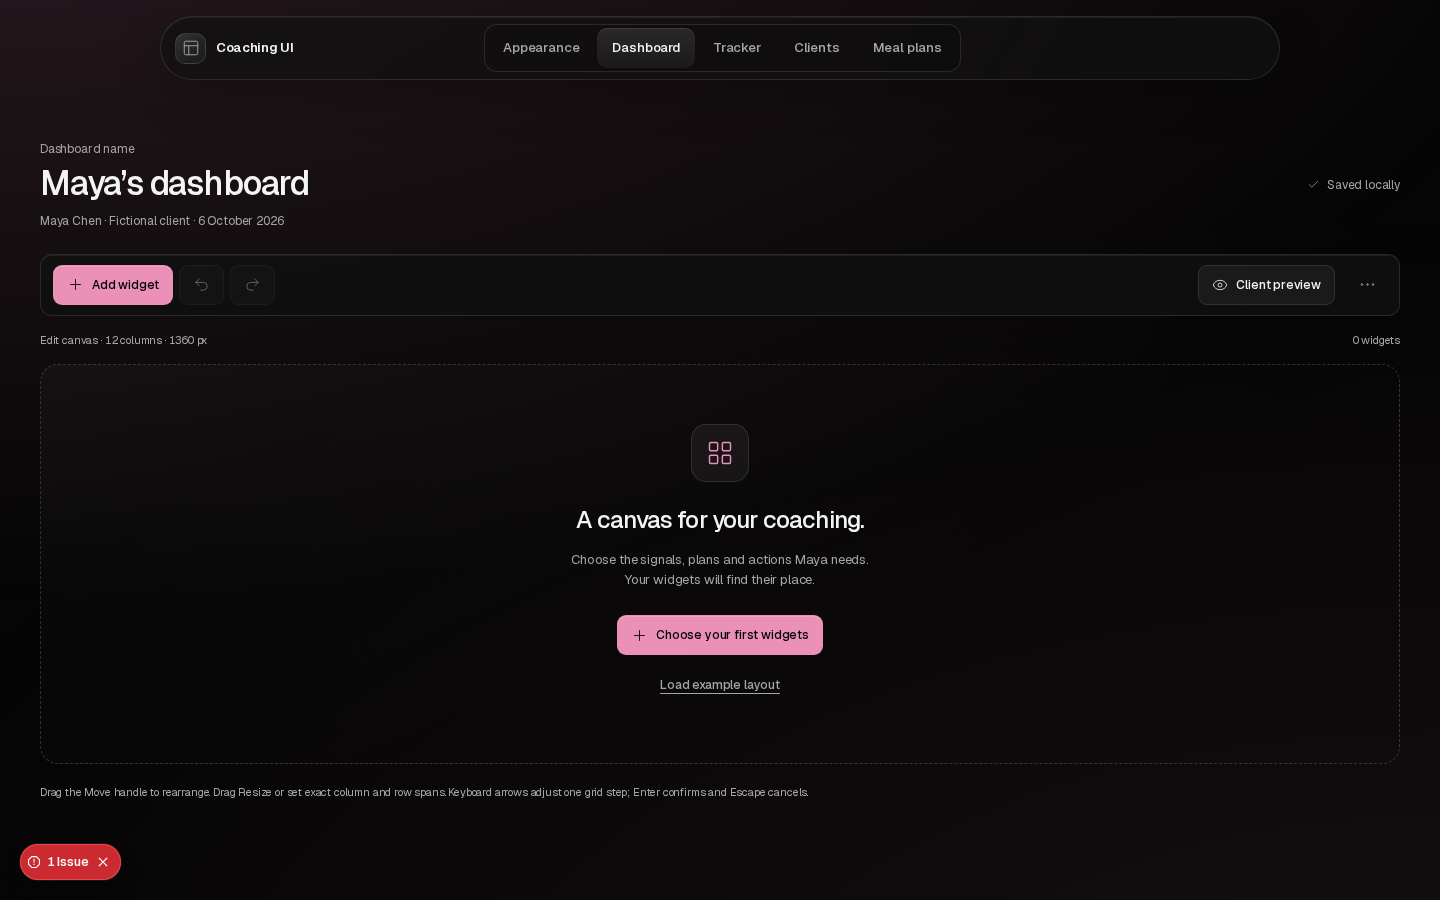 Coaching UI
Appearance
Dashboard
Tracker
Clients
Meal plans
Dashboard name
Maya’s dashboard
Saved locally
Maya Chen · Fictional client · 6 October 2026
Add widget
Client preview
Edit canvas · 12 columns · 1360 px
0 widgets
A canvas for your coaching.
Choose the signals, plans and actions Maya needs.
Your widgets will find their place.
Choose your first widgets
Load example layout
Drag the Move handle to rearrange. Drag Resize or set exact column and row spans. Keyboard arrows adjust one grid step; Enter confirms and Escape cancels.
1 Issue